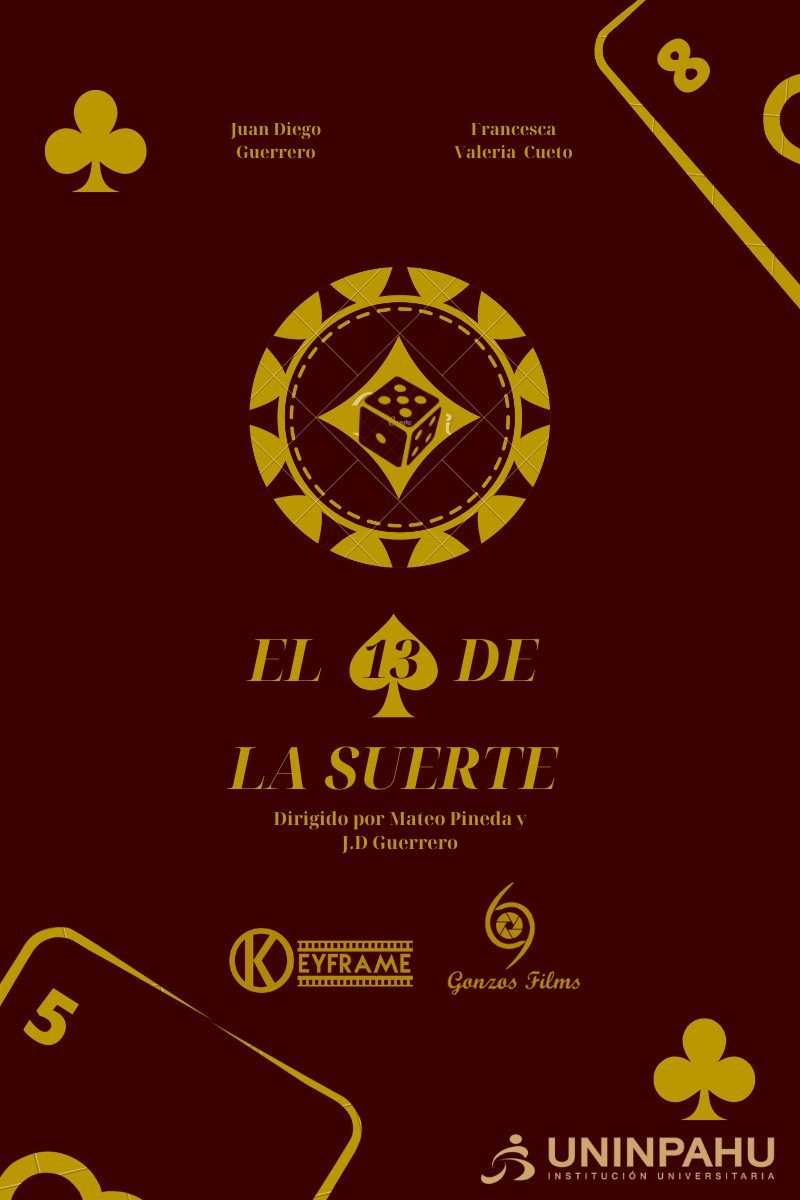 8
Juan Diego
Guerrero
Francesca
Valeria Cueto
EL 13 DE
LA SUERTE
Dirigido por Mateo Pineda y
J.D Guerrero
KEYFRAME
Gonzos Films
5
UNINPAHU
INSTITUCIÓN UNIVERSITARIA